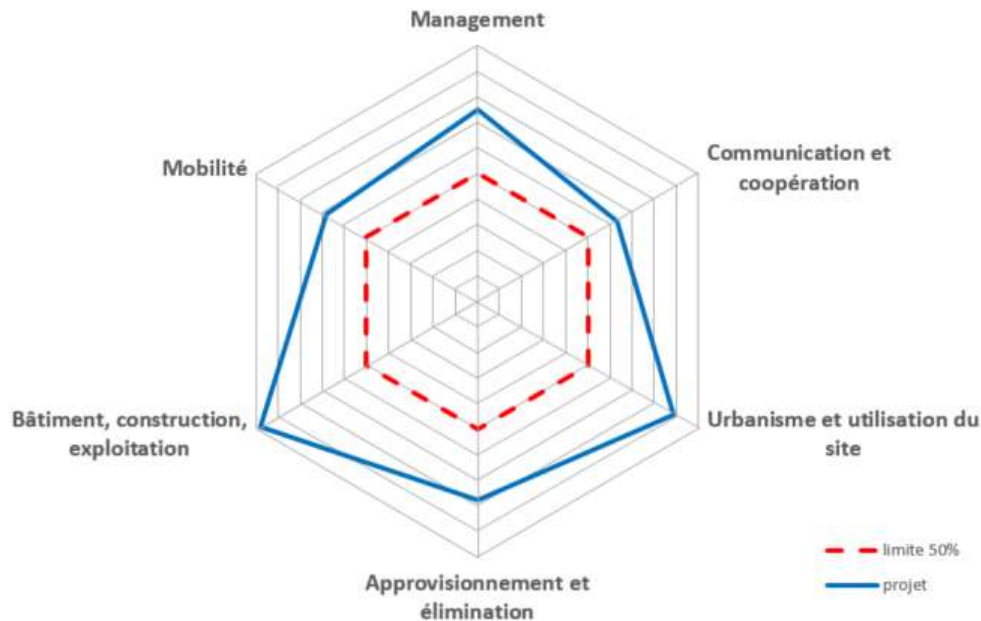 Management
Communication et
coopération
Mobilité
Bâtiment, construction,
exploitation
Urbanisme et utilisation du
site
Approvisionnement et
élimination
limite 50%
projet